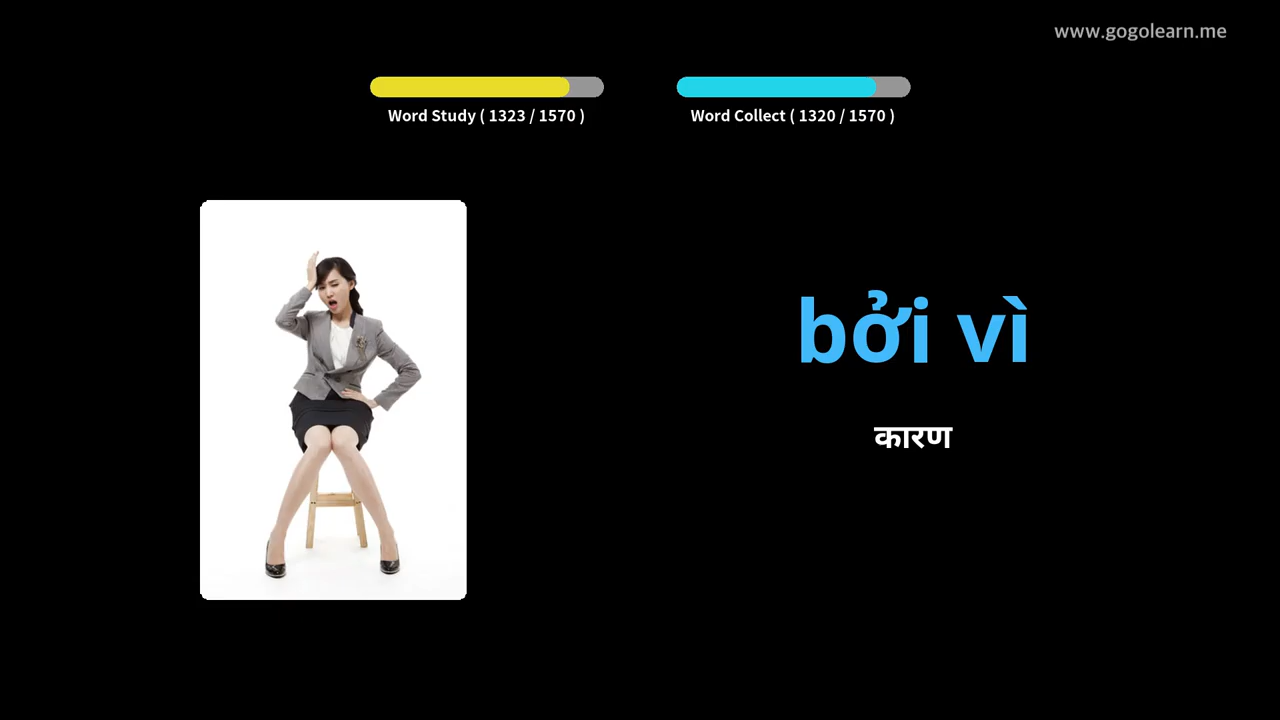 www.gogolearn.me
Word Study ( 1323 / 1570 )
Word Collect ( 1320 / 1570 )
bởi vì
कारण